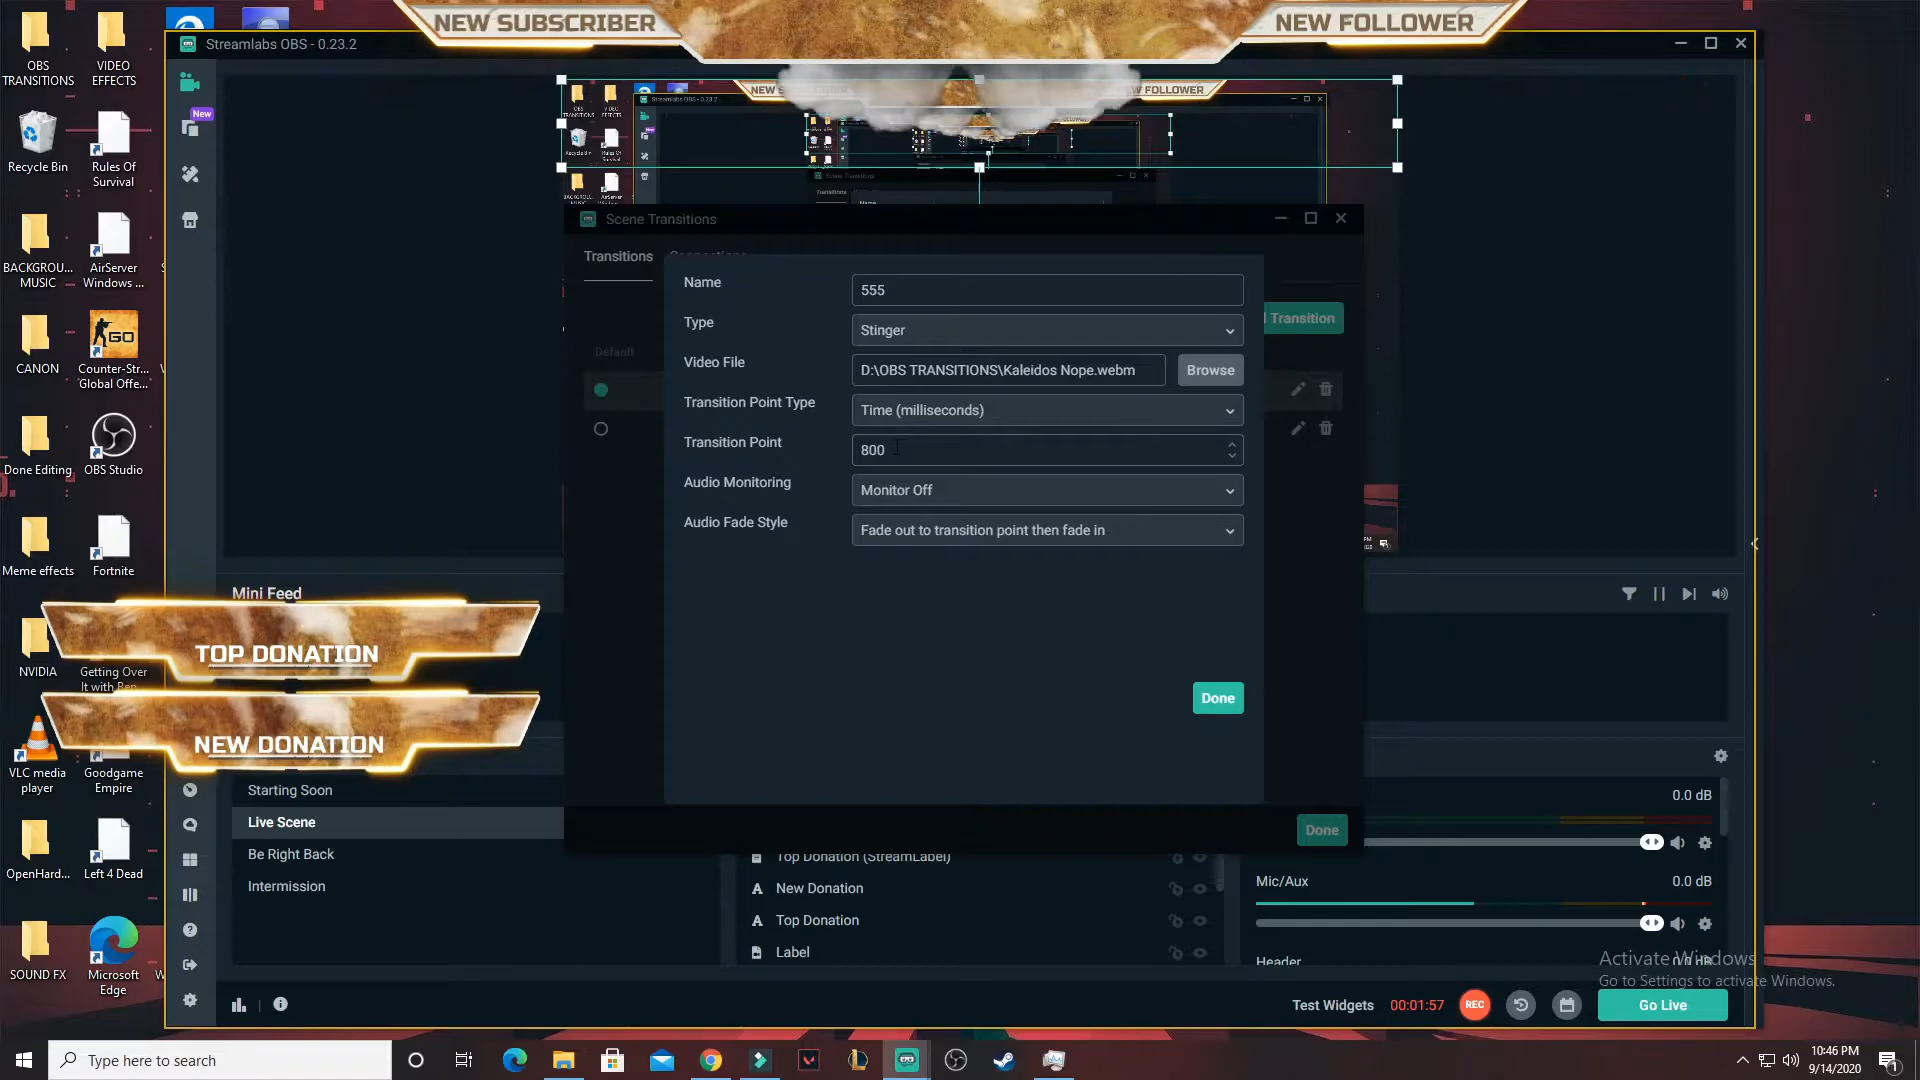 NEW SUBSCRIBER
NEW FOLLOWER
OBS TRANSITIONS
VIDEO EFFECTS
Recycle Bin
Rules Of Survival
BACKGROU... MUSIC
AirServer Windows ...
CANON
Counter-Str... Global Offe...
Done Editing
OBS Studio
Meme effects
Fortnite
NVIDIA
Getting Over It with Ben...
VLC media player
Goodgame Empire
OpenHard...
Left 4 Dead
SOUND FX
Microsoft Edge
Streamlabs OBS - 0.23.2
New
Scene Transitions
Transitions
Connections
Default
Transition
Name
555
Type
Stinger
Video File
D:\OBS TRANSITIONS\Kaleidos Nope.webm
Browse
Transition Point Type
Time (milliseconds)
Transition Point
800
Audio Monitoring
Monitor Off
Audio Fade Style
Fade out to transition point then fade in
Done
Done
Mini Feed
TOP DONATION
NEW DONATION
Starting Soon
Live Scene
Be Right Back
Intermission
Top Donation (StreamLabel)
New Donation
Top Donation
Label
0.0 dB
Mic/Aux
0.0 dB
Header
Activate Windows
Go to Settings to activate Windows.
Test Widgets
00:01:57
REC
Go Live
Type here to search
10:46 PM
9/14/2020
1